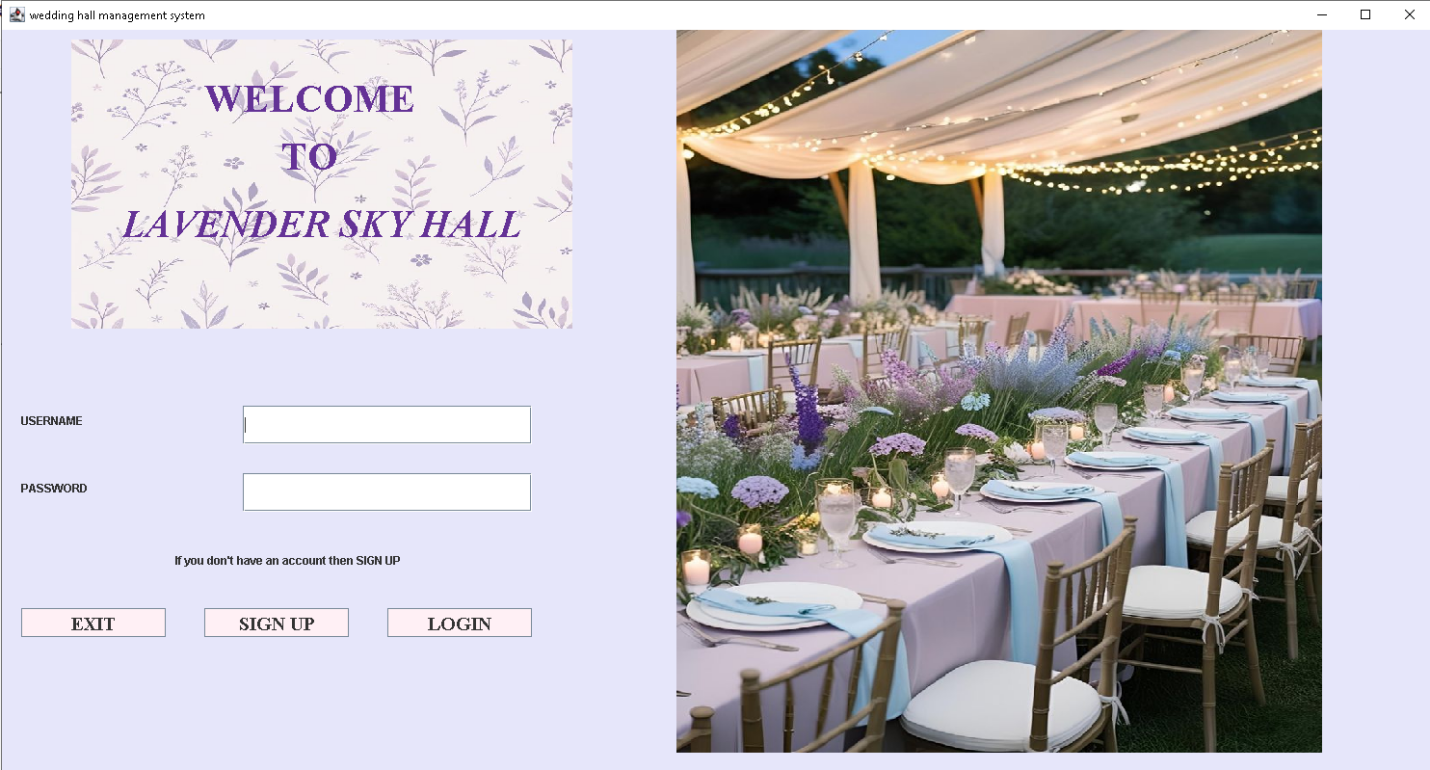 wedding hall management system
WELCOME
TO
LAVENDER SKY HALL
USERNAME
PASSWORD
If you don't have an account then SIGN UP
EXIT
SIGN UP
LOGIN